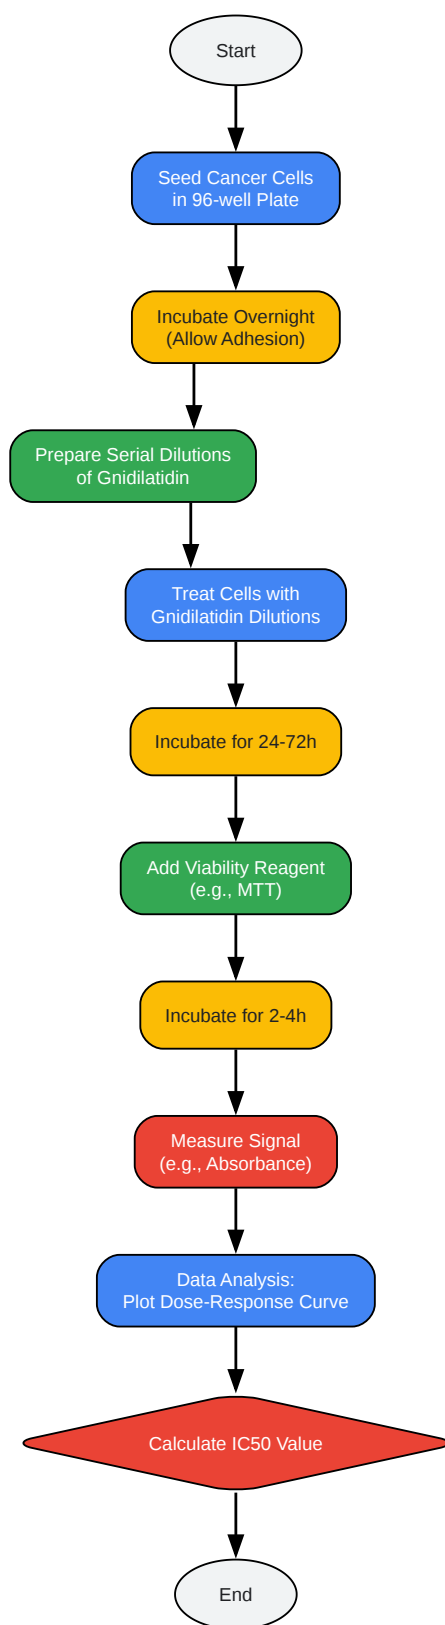 Start
Seed Cancer Cells
in 96-well Plate
Incubate Overnight
(Allow Adhesion)
Prepare Serial Dilutions
of Gnidilatidin
Treat Cells with
Gnidilatidin Dilutions
Incubate for 24-72h
Add Viability Reagent
(e.g., MTT)
Incubate for 2-4h
Measure Signal
(e.g., Absorbance)
Data Analysis:
Plot Dose-Response Curve
Calculate IC50 Value
End